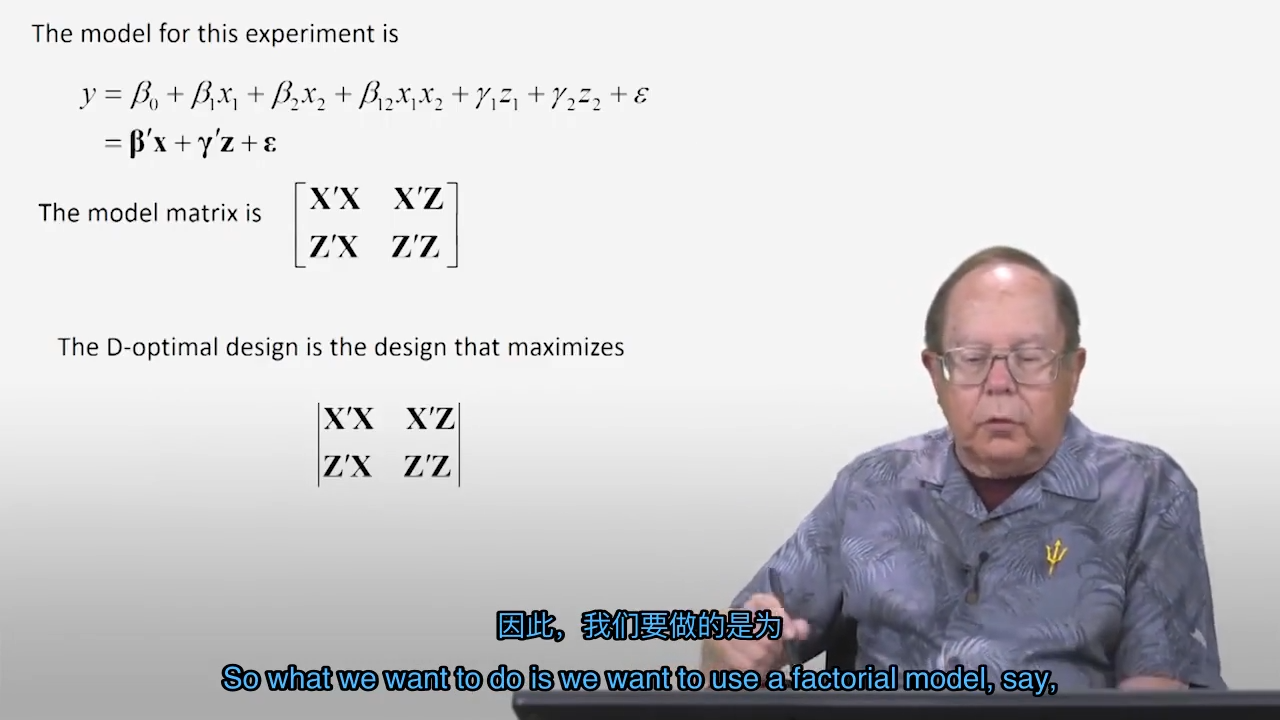 The model for this experiment is
y = β₀ + β₁x₁ + β₂x₂ + β₁₂x₁x₂ + γ₁z₁ + γ₂z₂ + ε
= β′x + γ′z + ε
The model matrix is [X′X X′Z
Z′X Z′Z]
The D-optimal design is the design that maximizes
|X′X X′Z|
|Z′X Z′Z|
因此，我们要做的是为
So what we want to do is we want to use a factorial model, say,